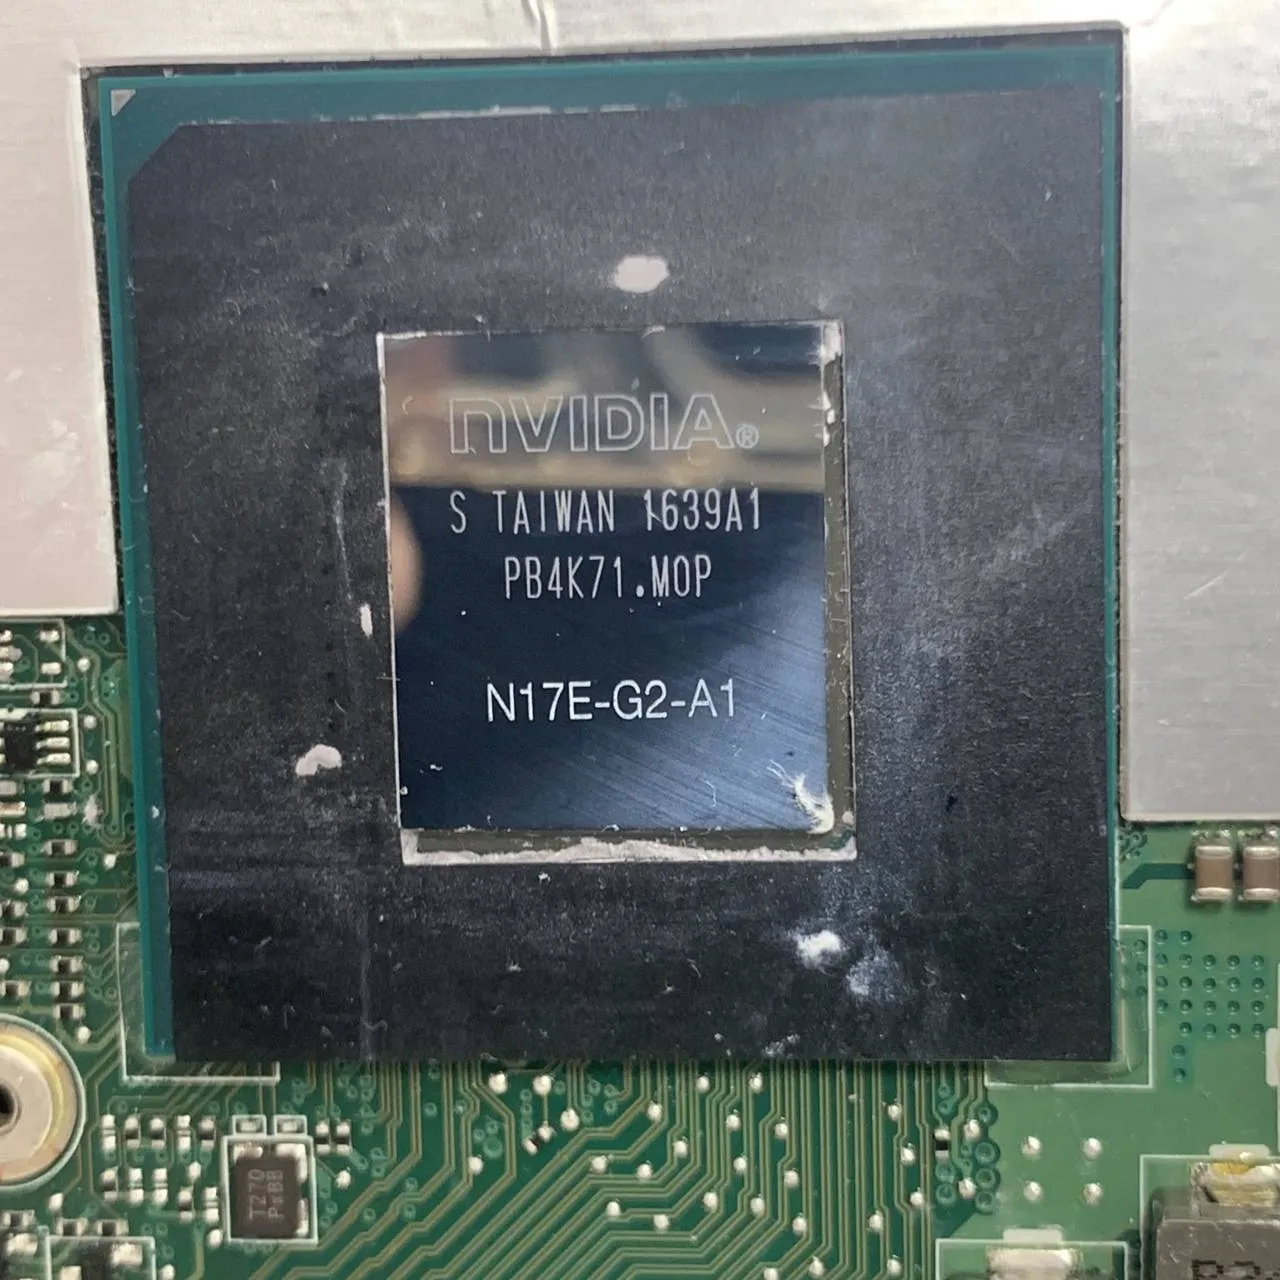 NVIDIA®
S TAIWAN 1639A1
PB4K71.M0P
N17E-G2-A1